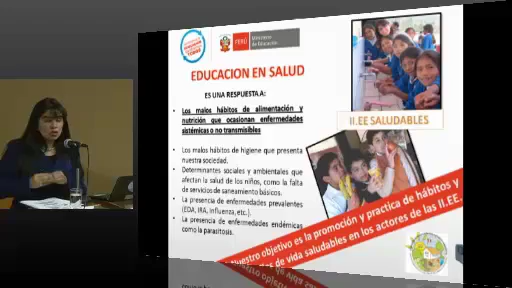 PERÚ
Ministerio
de Educación
EDUCACION EN SALUD
ES UNA RESPUESTA A:
• Los malos hábitos de alimentación y
nutrición que ocasionan enfermedades
sistémicas o no transmisibles
• Los malos hábitos de higiene que presenta
nuestra sociedad.
• Determinantes sociales y ambientales que
afectan la salud de los niños, como la falta
de servicios de saneamiento básicos.
• La presencia de enfermedades prevalentes
(EDA, IRA, Influenza, etc.).
• La presencia de enfermedades endémicas
como la parasitosis.
II.EE SALUDABLES
Nuestro objetivo es la promoción y practica de hábitos y
de vida saludables en los actores de las II.EE.